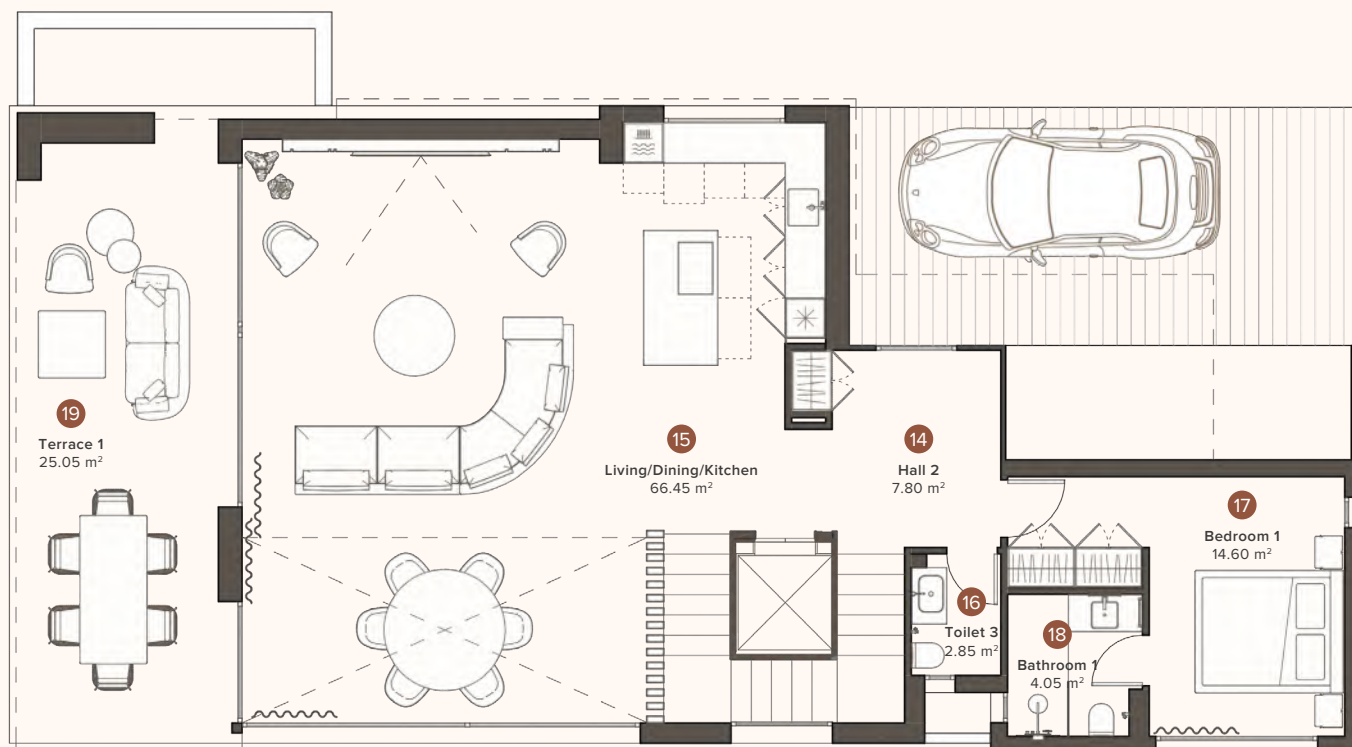 19
Terrace 1
25.05 m²
15
Living/Dining/Kitchen
66.45 m²
14
Hall 2
7.80 m²
17
Bedroom 1
14.60 m²
16
Toilet 3
2.85 m²
18
Bathroom 1
4.05 m²